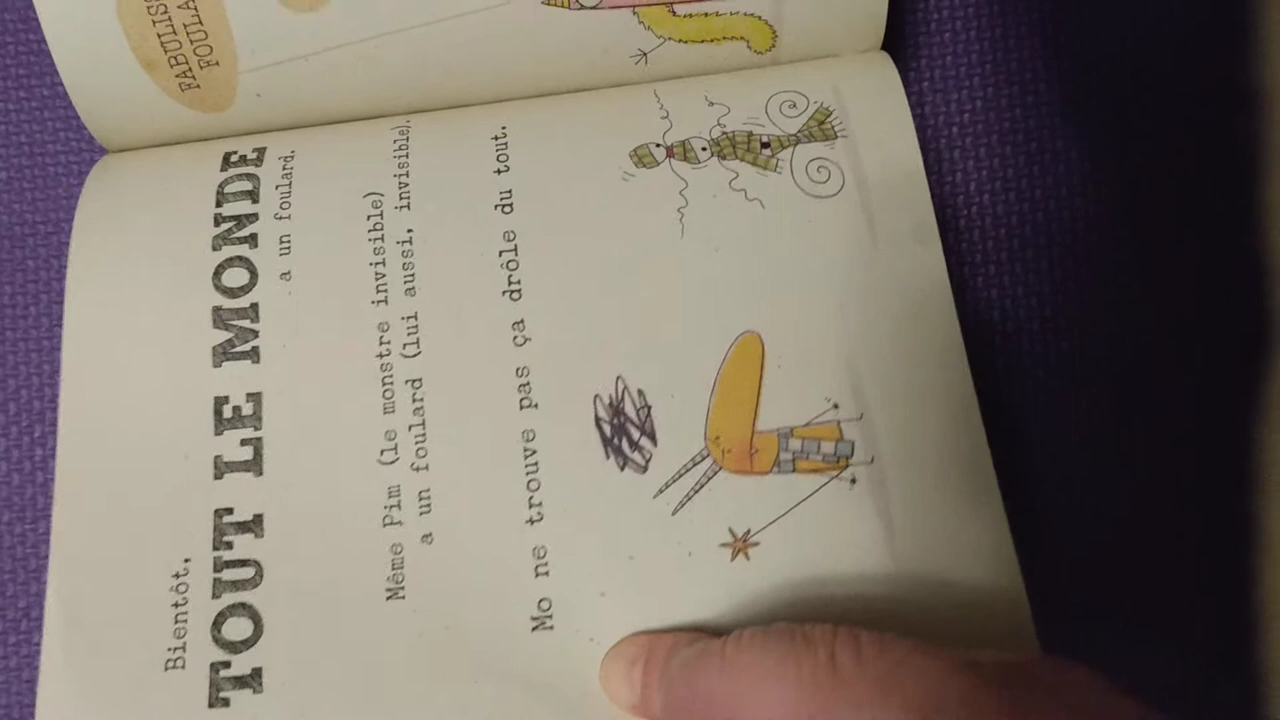 FABULISS
FOULA
Bientôt,
TOUT LE MONDE
a un foulard.
Même Pim (le monstre invisible)
a un foulard (lui aussi, invisible).
Mo ne trouve pas ça drôle du tout.